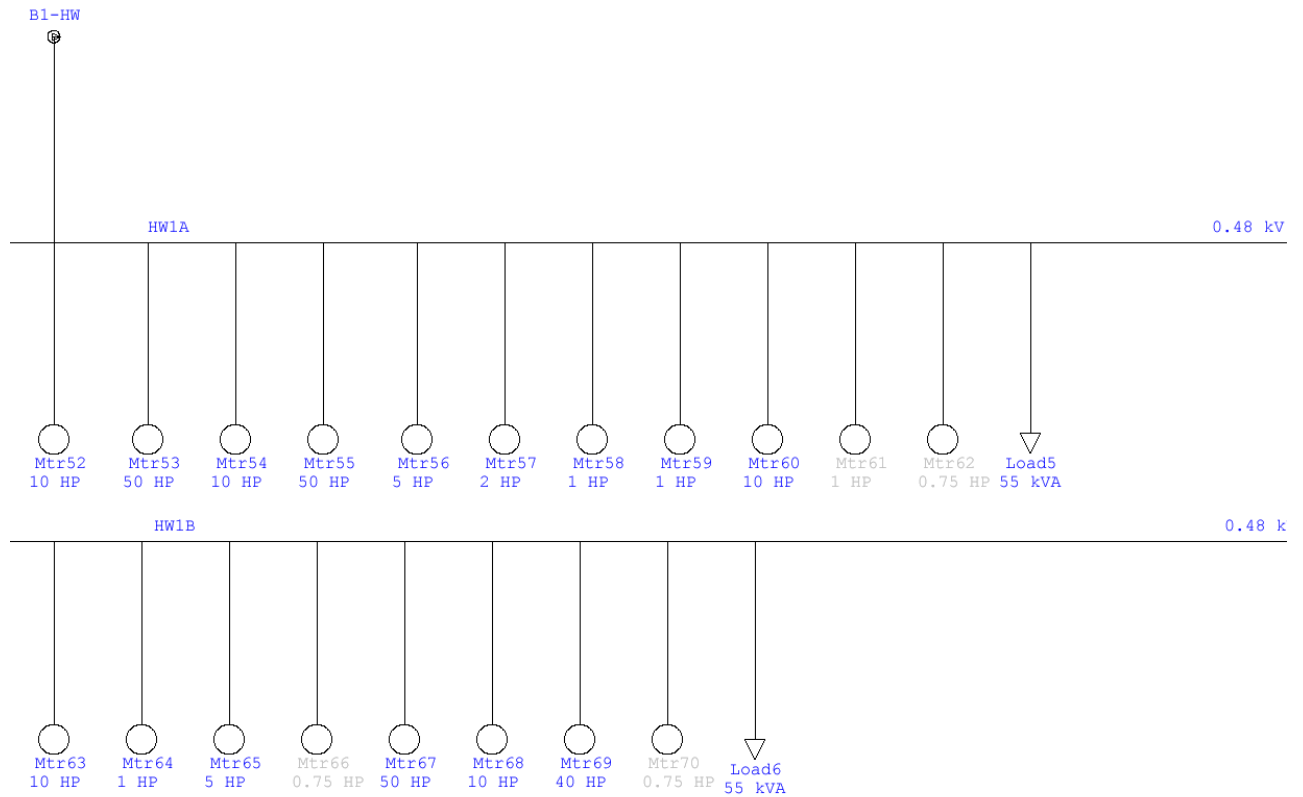 B1-HW
HW1A 0.48 kV
Mtr52 Mtr53 Mtr54 Mtr55 Mtr56 Mtr57 Mtr58 Mtr59 Mtr60 Mtr61 Mtr62 Load5
10 HP 50 HP 10 HP 50 HP 5 HP 2 HP 1 HP 1 HP 10 HP 1 HP 0.75 HP 55 kVA
HW1B 0.48 k
Mtr63 Mtr64 Mtr65 Mtr66 Mtr67 Mtr68 Mtr69 Mtr70 Load6
10 HP 1 HP 5 HP 0.75 HP 50 HP 10 HP 40 HP 0.75 HP 55 kVA